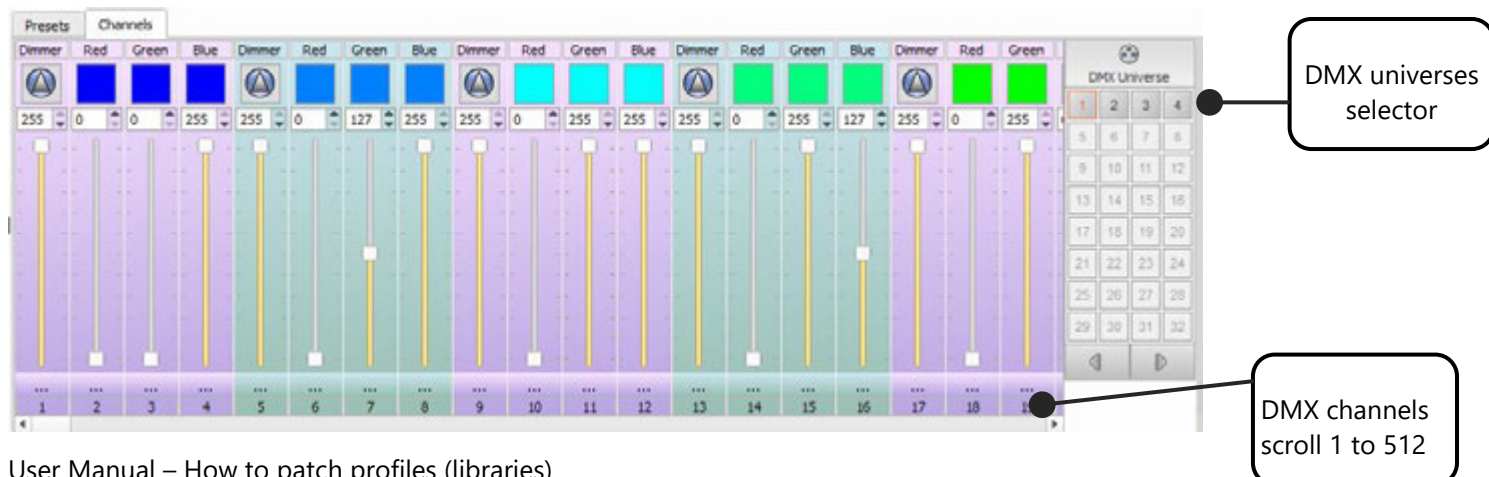 Presets Channels
Dimmer Red Green Blue Dimmer Red Green Blue Dimmer Red Green Blue Dimmer Red Green Blue Dimmer Red Green
DMX Universe
255 0 0 255 255 0 127 255 255 0 255 255 255 0 255 127 255 0 255
1 2 3 4
5 6 7 8
9 10 11 12
13 14 15 16
17 18 19 20
21 22 23 24
25 26 27 28
29 30 31 32
... ... ... ... ... ... ... ... ... ... ... ... ... ... ... ... ... ... ...
1 2 3 4 5 6 7 8 9 10 11 12 13 14 15 16 17 18
DMX universes
selector
DMX channels
scroll 1 to 512
User Manual – How to patch profiles (libraries)